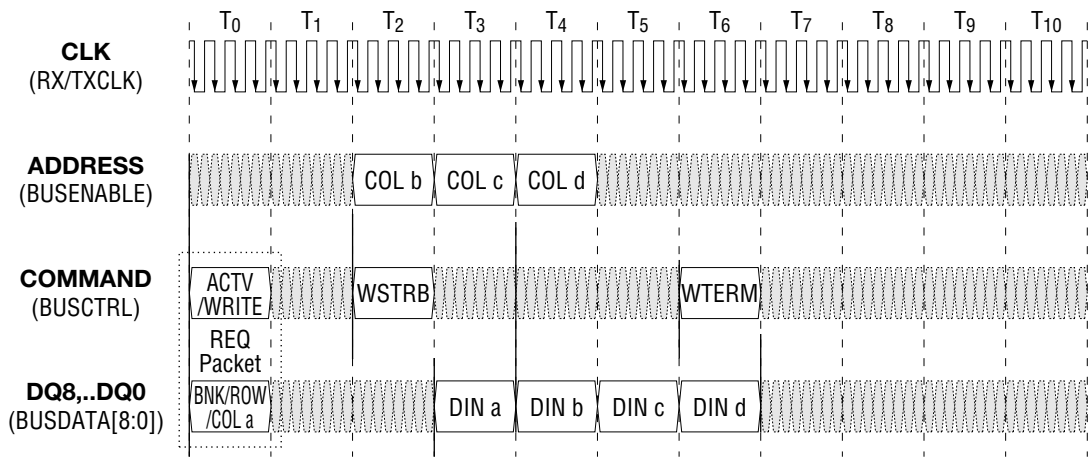 T0 T1 T2 T3 T4 T5 T6 T7 T8 T9 T10
CLK
(RX/TXCLK)
ADDRESS
(BUSENABLE)
COL b COL c COL d
COMMAND
(BUSCTRL)
ACTV
/WRITE
WSTRB WTERM
REQ
Packet
DQ8,..DQ0
(BUSDATA[8:0])
BNK/ROW
/COL a
DIN a DIN b DIN c DIN d